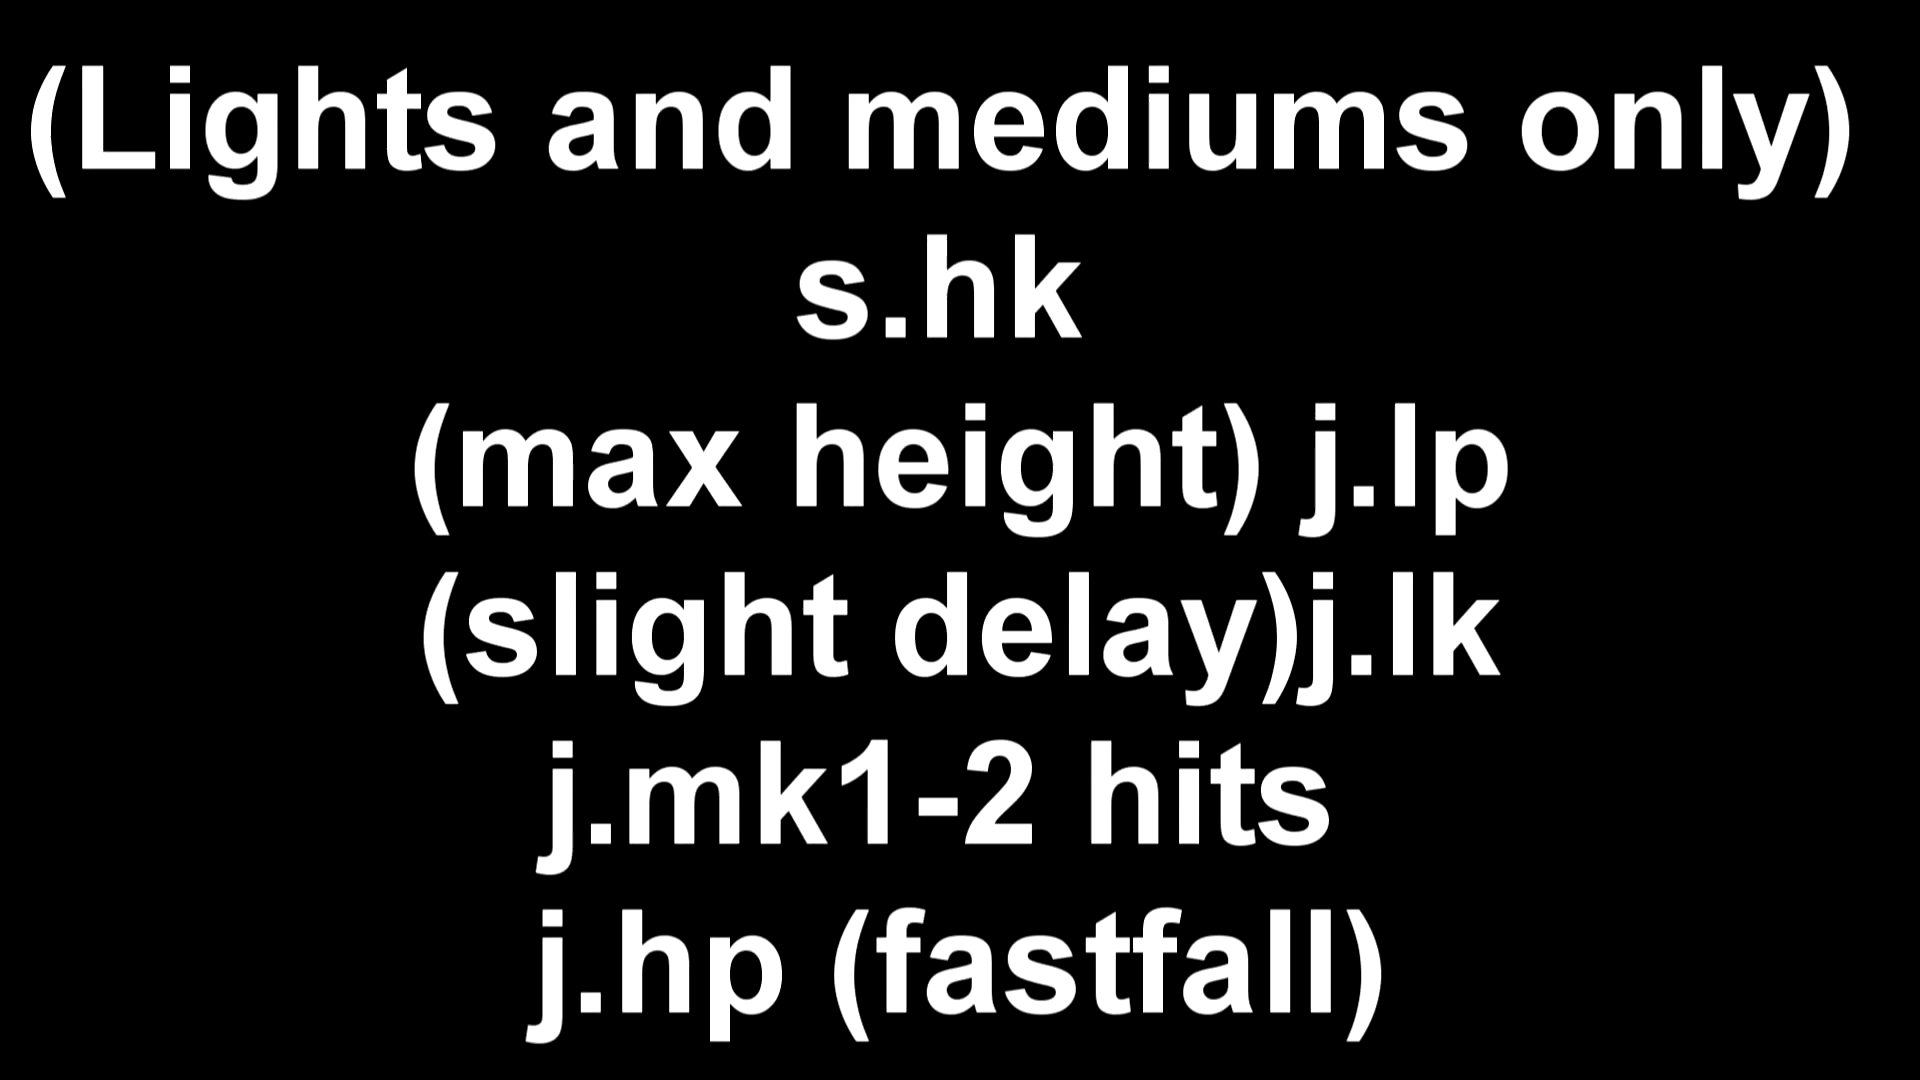 (Lights and mediums only)
s.hk
(max height) j.lp
(slight delay)j.lk
j.mk1-2 hits
j.hp (fastfall)